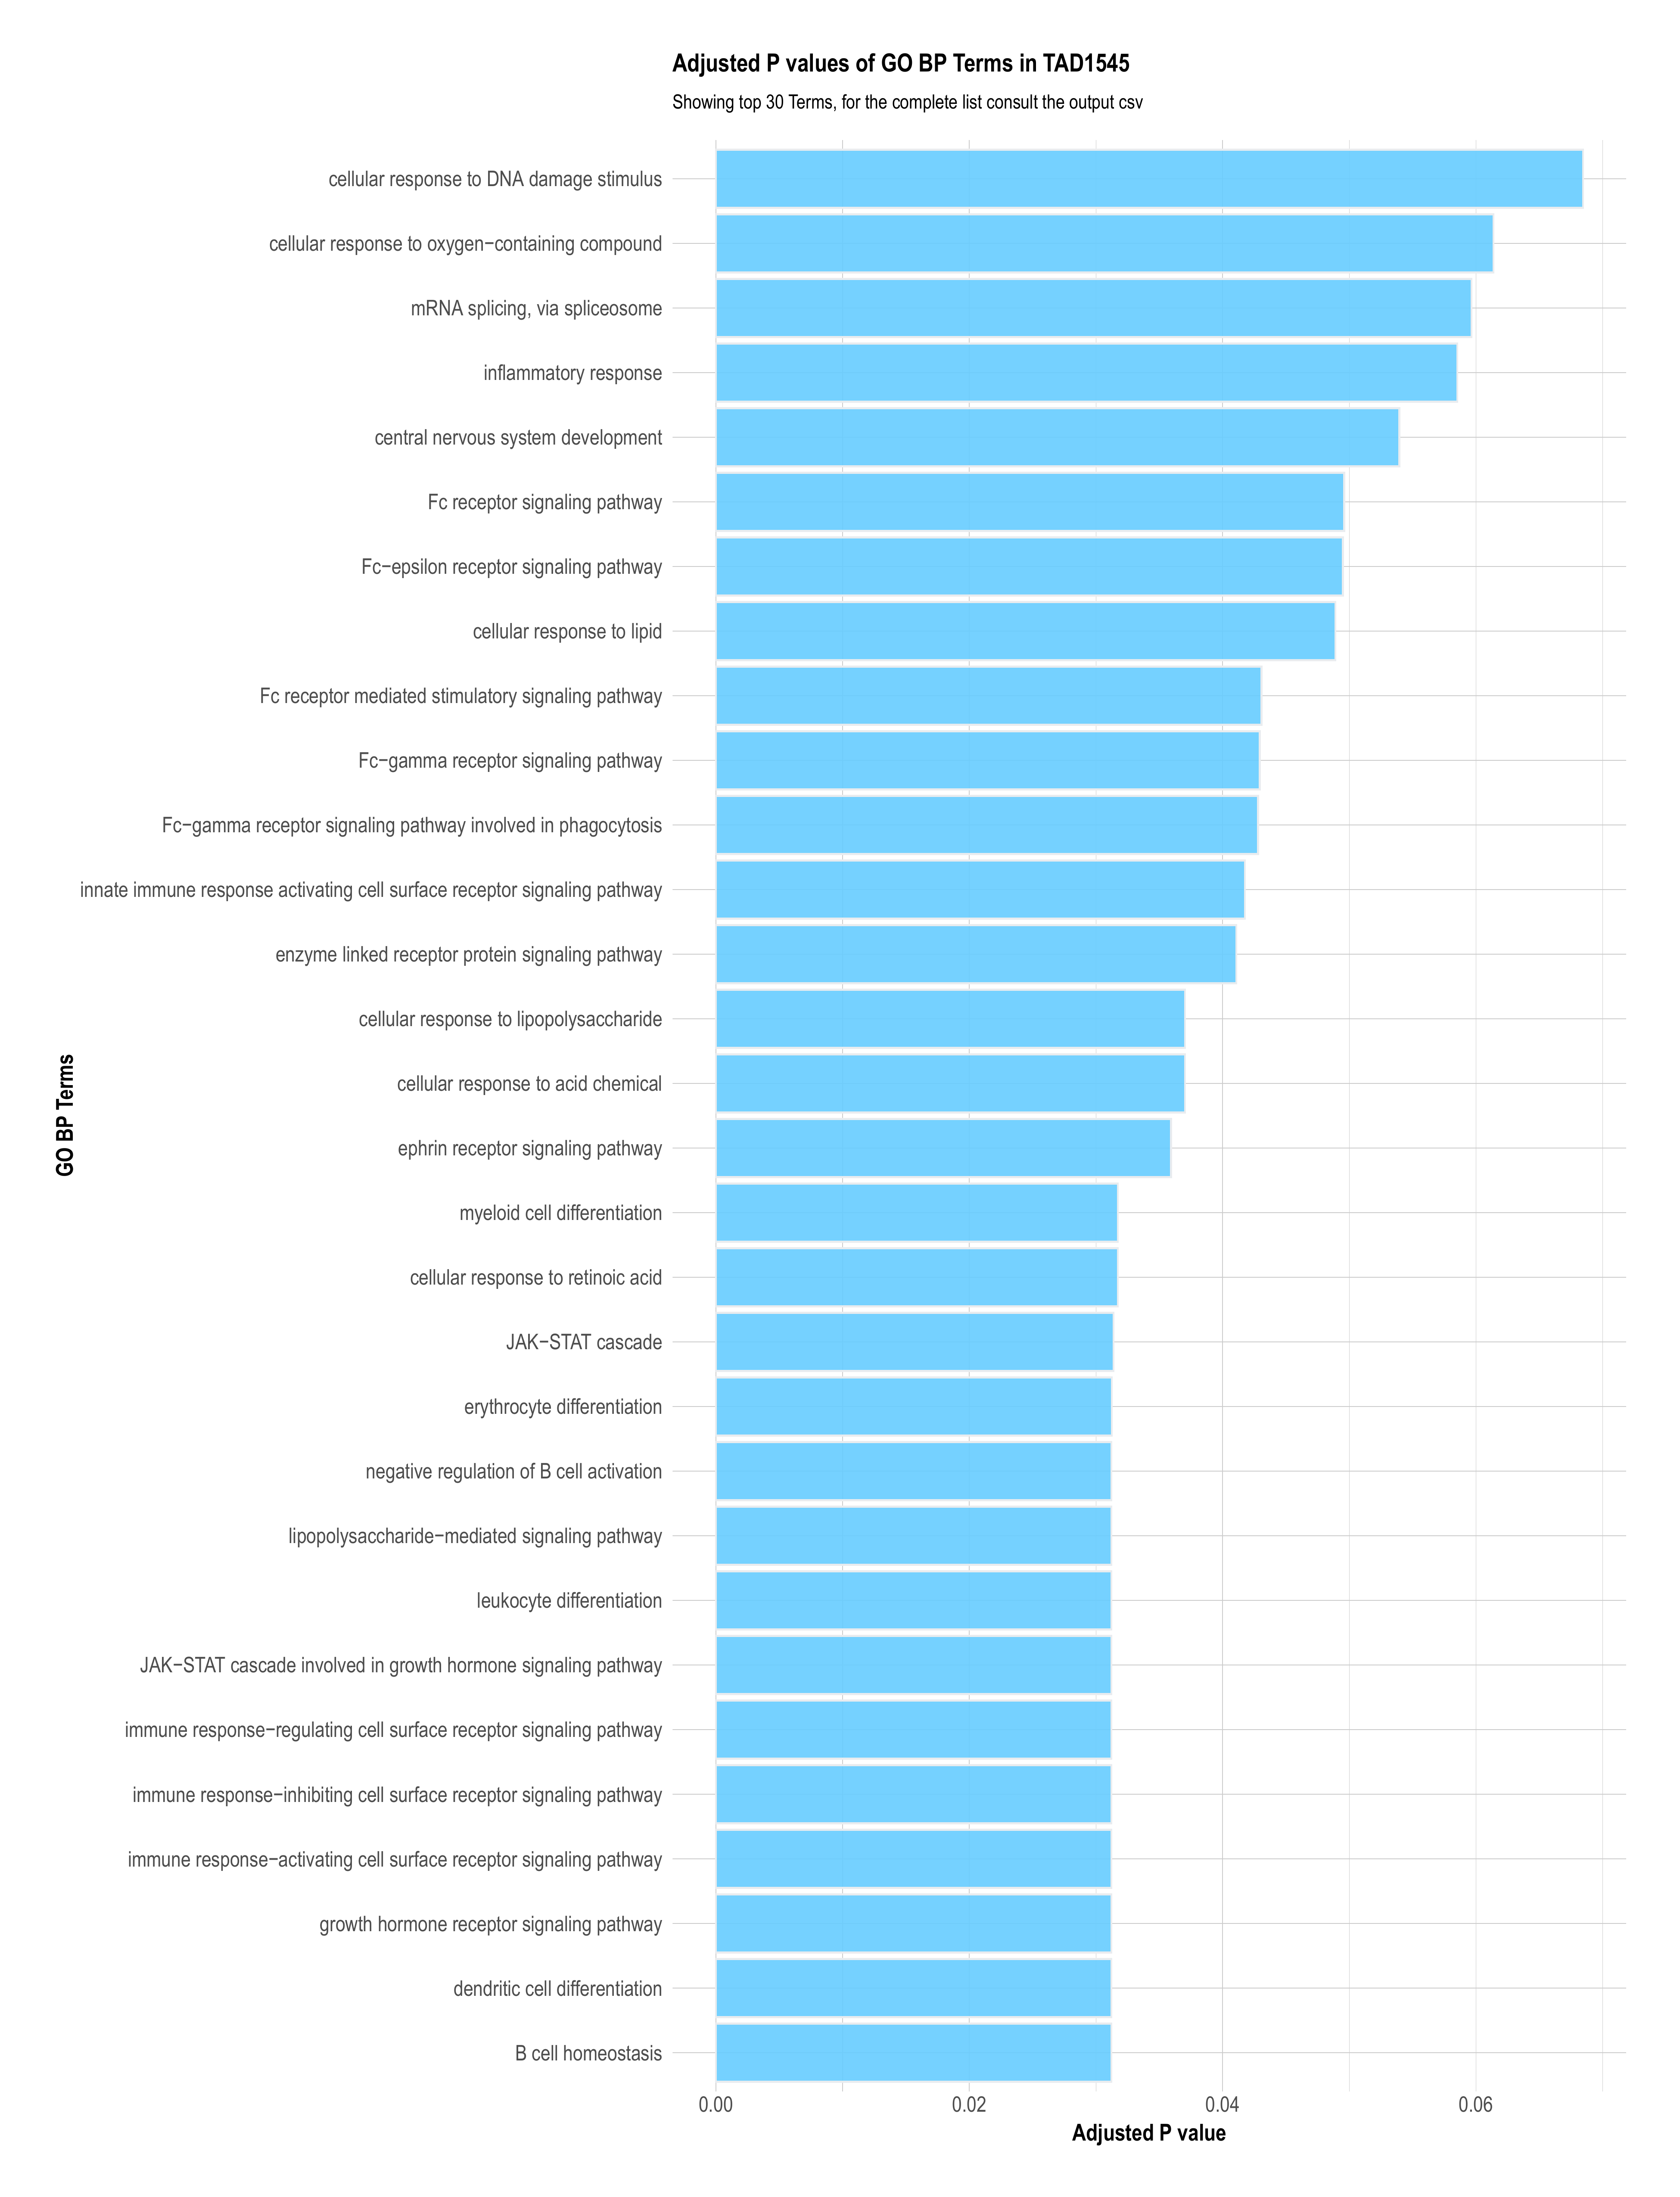 Adjusted P values of GO BP Terms in TAD1545
Showing top 30 Terms, for the complete list consult the output csv
cellular response to DNA damage stimulus
cellular response to oxygen−containing compound
mRNA splicing, via spliceosome
inflammatory response
central nervous system development
Fc receptor signaling pathway
Fc−epsilon receptor signaling pathway
cellular response to lipid
Fc receptor mediated stimulatory signaling pathway
Fc−gamma receptor signaling pathway
Fc−gamma receptor signaling pathway involved in phagocytosis
innate immune response activating cell surface receptor signaling pathway
enzyme linked receptor protein signaling pathway
cellular response to lipopolysaccharide
cellular response to acid chemical
ephrin receptor signaling pathway
myeloid cell differentiation
cellular response to retinoic acid
JAK−STAT cascade
erythrocyte differentiation
negative regulation of B cell activation
lipopolysaccharide−mediated signaling pathway
leukocyte differentiation
JAK−STAT cascade involved in growth hormone signaling pathway
immune response−regulating cell surface receptor signaling pathway
immune response−inhibiting cell surface receptor signaling pathway
immune response−activating cell surface receptor signaling pathway
growth hormone receptor signaling pathway
dendritic cell differentiation
B cell homeostasis
GO BP Terms
0.00 0.02 0.04 0.06
Adjusted P value